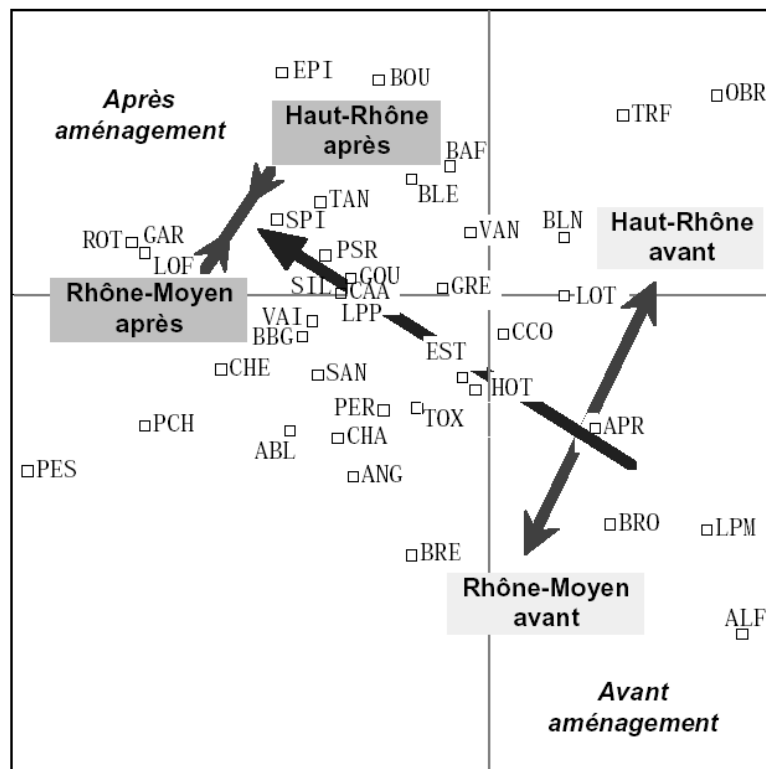 EPI
BOU
OBR
Après
aménagement
Haut-Rhône
après
TRF
BAF
BLE
TAN
SPI
VAN
BLN
Haut-Rhône
avant
ROT
GAR
LOF
PSR
GOU
SIL
CAA
GRE
LOT
Rhône-Moyen
après
LPP
VAI
BBG
EST
CCO
CHE
SAN
HOT
PER
TOX
PCH
ABL
CHA
APR
PES
ANG
BRO
LPM
BRE
Rhône-Moyen
avant
ALF
Avant
aménagement